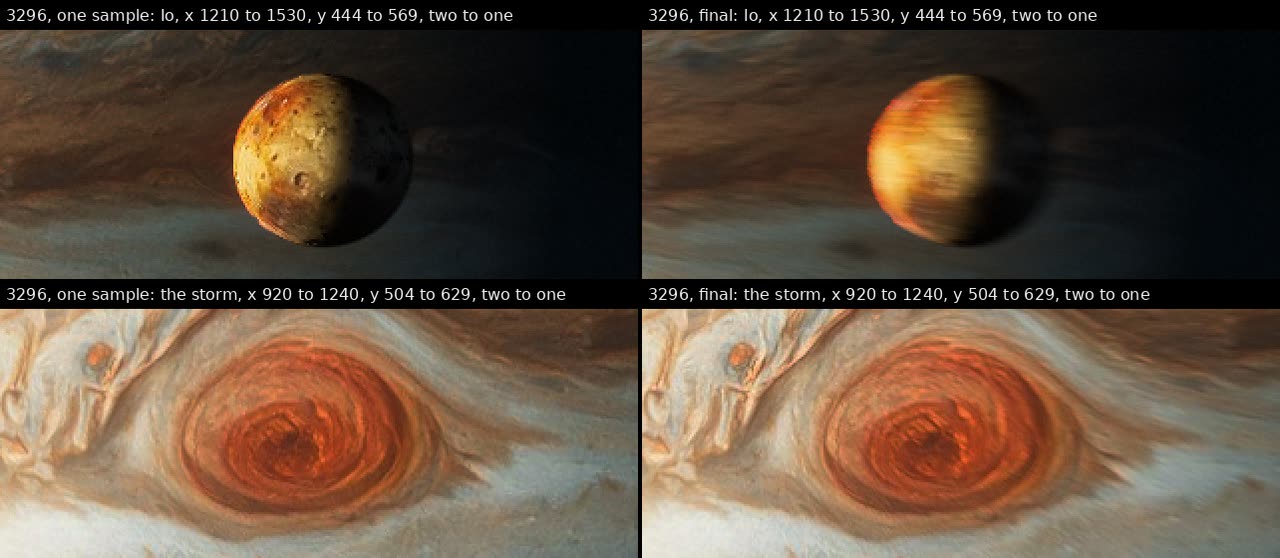 3296, one sample: Io, x 1210 to 1530, y 444 to 569, two to one
3296, final: Io, x 1210 to 1530, y 444 to 569, two to one
3296, one sample: the storm, x 920 to 1240, y 504 to 629, two to one
3296, final: the storm, x 920 to 1240, y 504 to 629, two to one